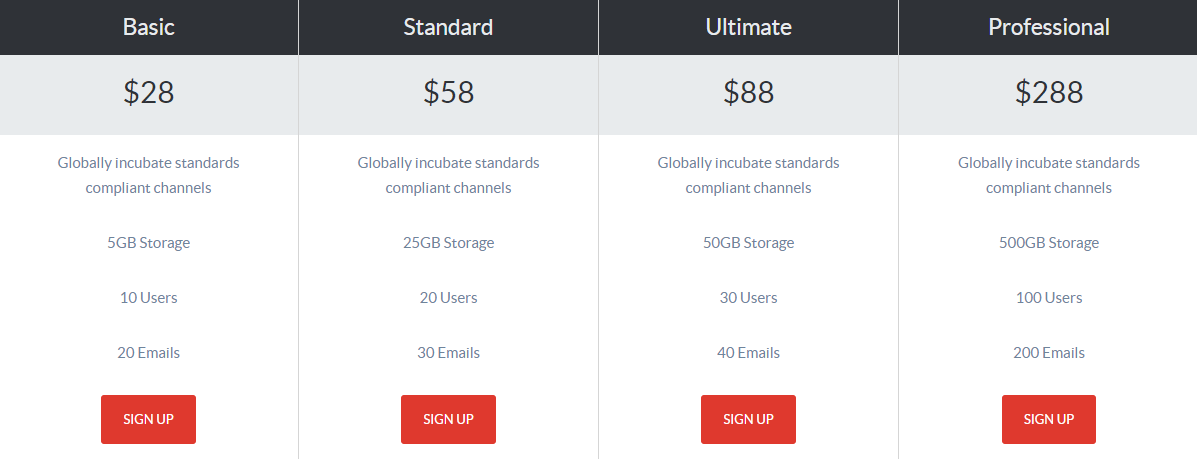 Basic
Standard
Ultimate
Professional
$28
$58
$88
$288
Globally incubate standards
compliant channels
Globally incubate standards
compliant channels
Globally incubate standards
compliant channels
Globally incubate standards
compliant channels
5GB Storage
25GB Storage
50GB Storage
500GB Storage
10 Users
20 Users
30 Users
100 Users
20 Emails
30 Emails
40 Emails
200 Emails
SIGN UP
SIGN UP
SIGN UP
SIGN UP